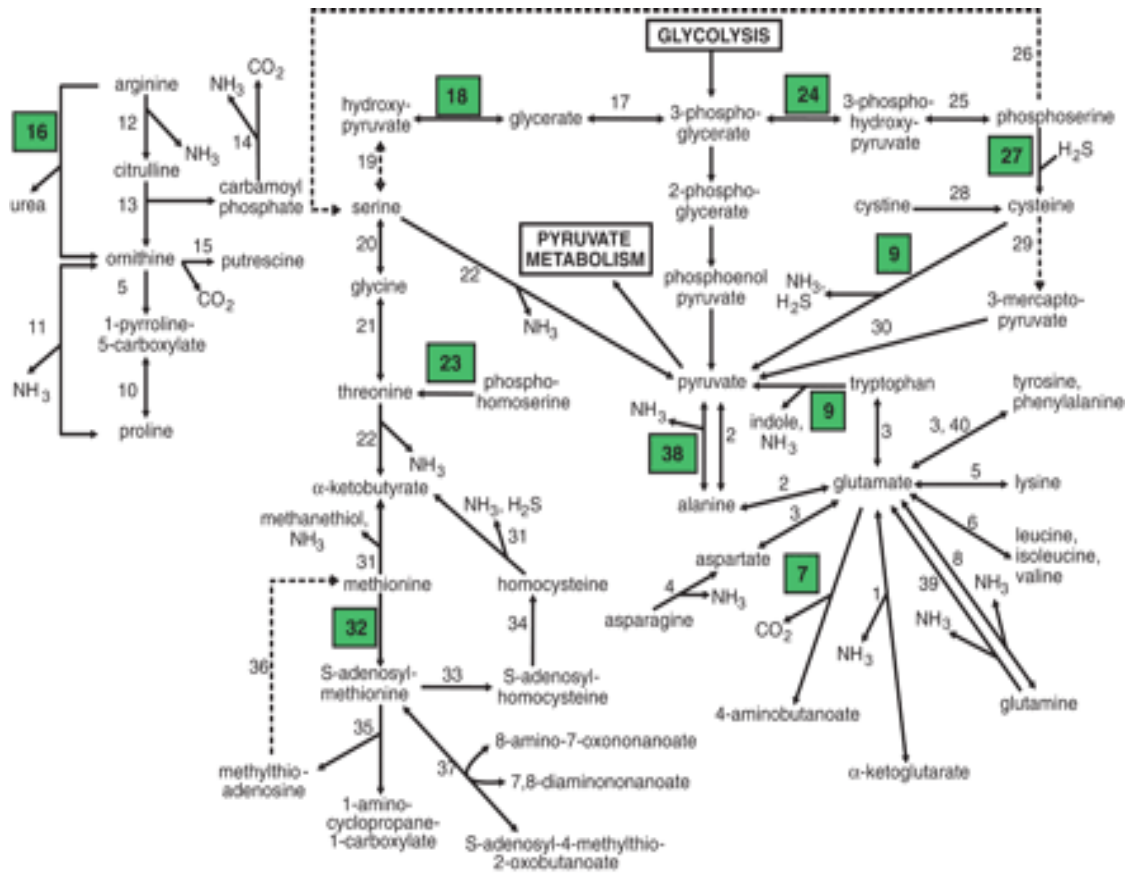 GLYCOLYSIS
26
arginine
NH3
CO2
16
12
14
NH3
citrulline
urea
13
carbamoyl
phosphate
ornithine
15
putrescine
CO2
5
11
1-pyrroline-
5-carboxylate
NH3
10
proline
hydroxy-
pyruvate
18
glycerate
17
3-phospho-
glycerate
24
3-phospho-
hydroxy-
pyruvate
25
phosphoserine
27
H2S
19
serine
2-phospho-
glycerate
cystine
28
cysteine
20
PYRUVATE
METABOLISM
22
NH3
9
29
glycine
phosphoenol
pyruvate
NH3,
H2S
3-mercapto-
pyruvate
21
30
23
threonine
phospho-
homoserine
pyruvate
tryptophan
tyrosine,
phenylalanine
NH3
indole,
NH3
9
3
3, 40
22
NH3
38
2
α-ketobutyrate
alanine
2
glutamate
5
lysine
methanethiol,
NH3
NH3, H2S
31
31
3
6
leucine,
isoleucine,
valine
methionine
homocysteine
aspartate
7
8
39
NH3
4
NH3
asparagine
CO2
1
NH3
NH3
32
34
36
S-adenosyl-
methionine
33
S-adenosyl-
homocysteine
4-aminobutanoate
glutamine
35
37
8-amino-7-oxononanoate
7,8-diaminononanoate
α-ketoglutarate
methylthio-
adenosine
1-amino-
cyclopropane-
1-carboxylate
S-adenosyl-4-methylthio-
2-oxobutanoate